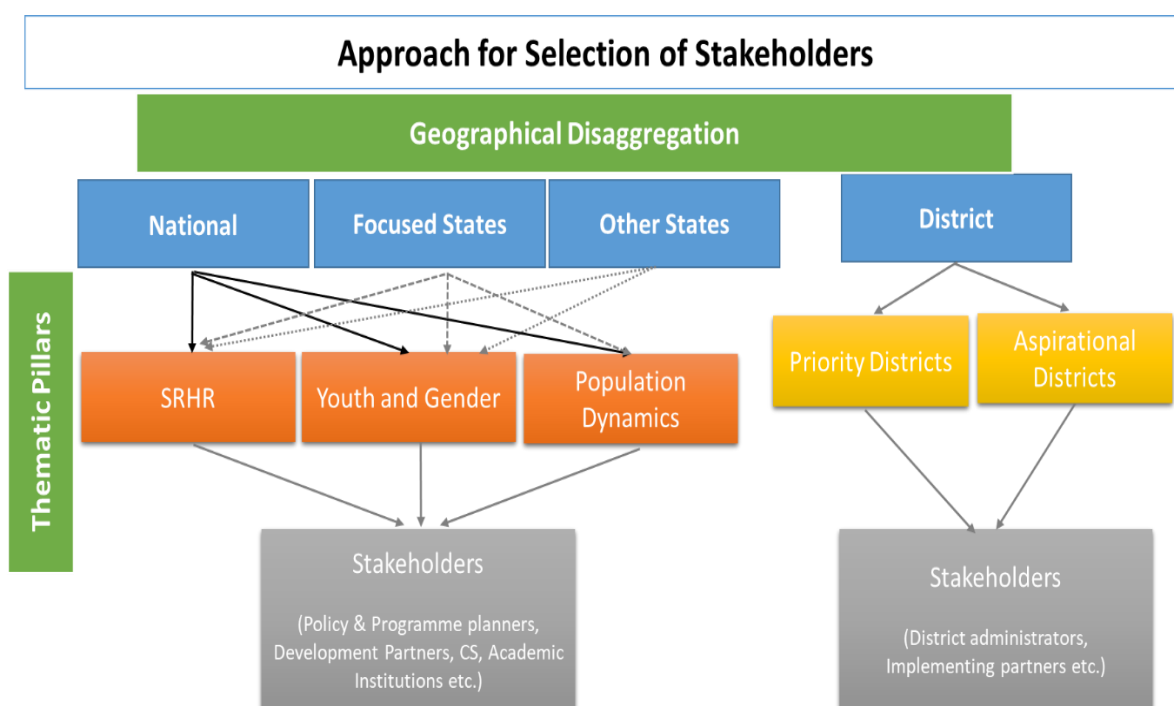 Approach for Selection of Stakeholders
Geographical Disaggregation
National
Focused States
Other States
District
Thematic Pillars
SRHR
Youth and Gender
Population
Dynamics
Priority Districts
Aspirational
Districts
Stakeholders
(Policy & Programme planners,
Development Partners, CS, Academic
Institutions etc.)
Stakeholders
(District administrators,
Implementing partners etc.)